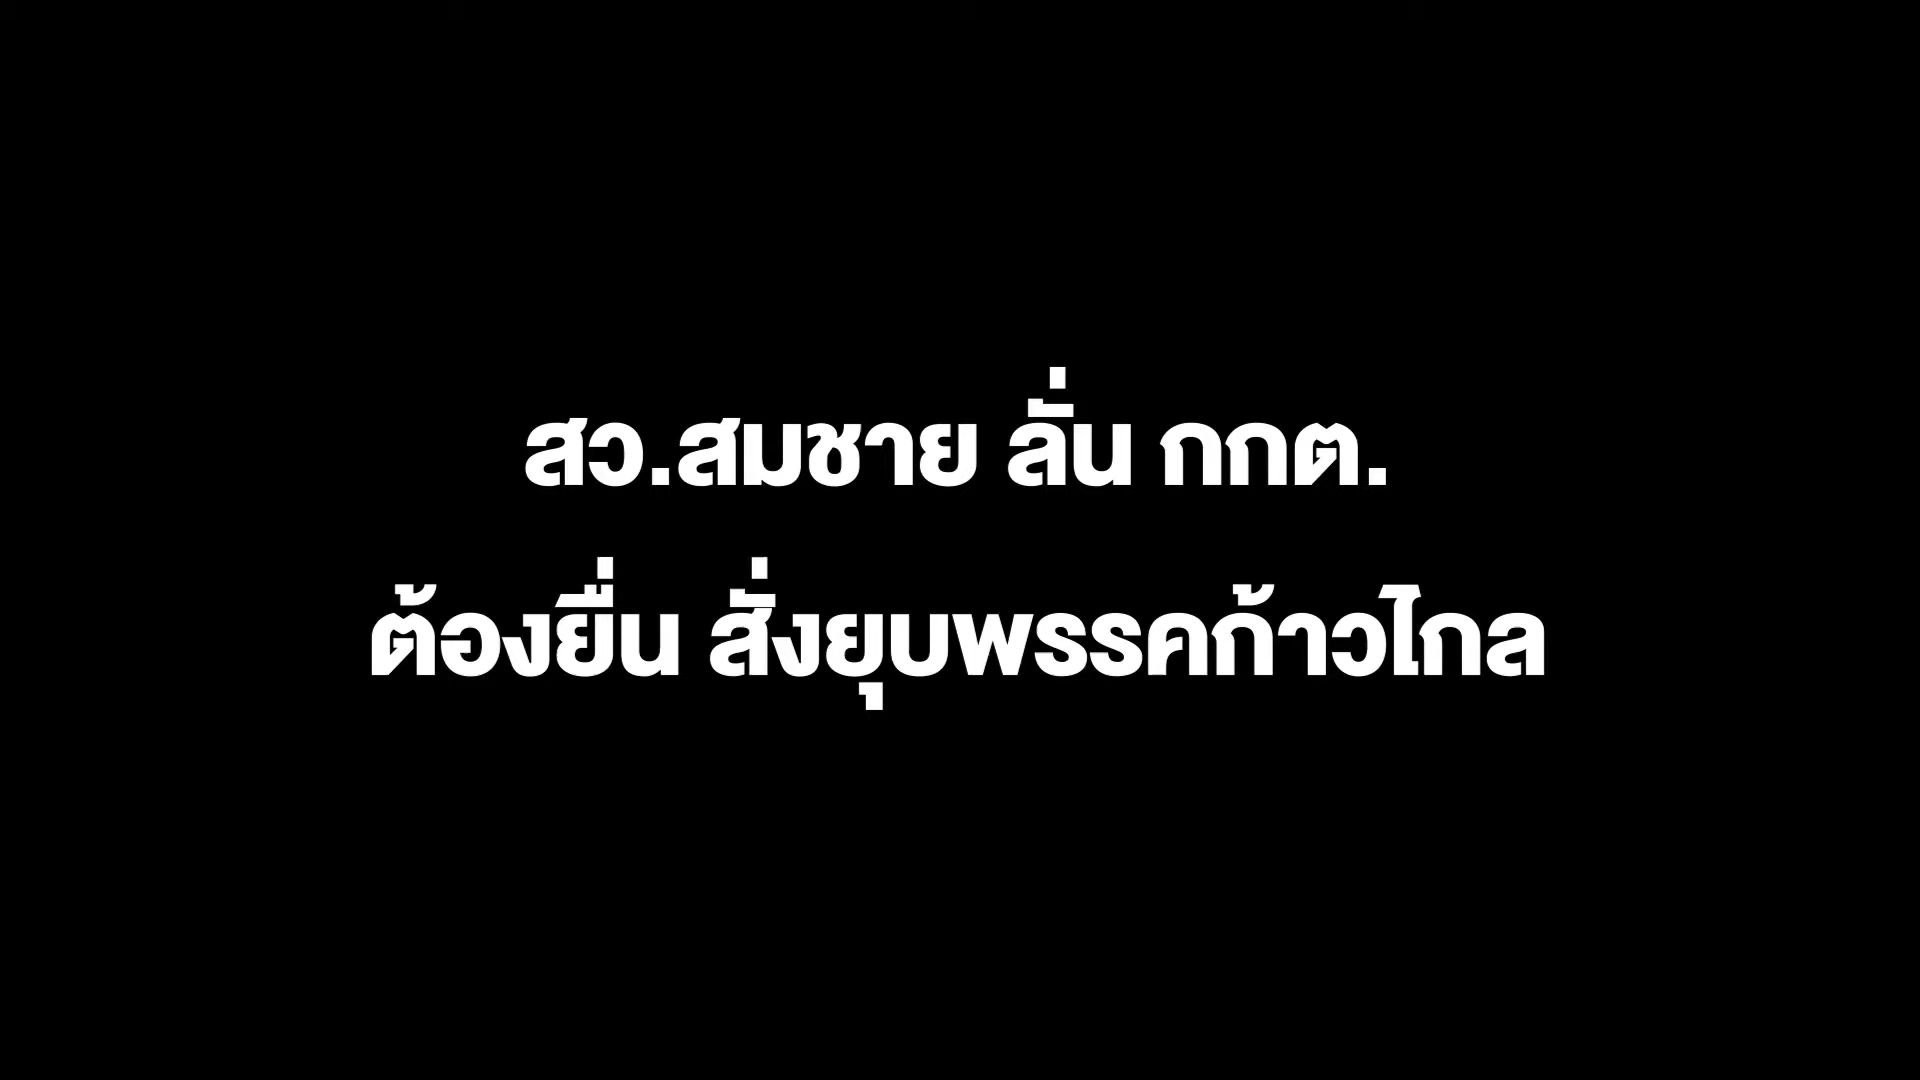 สว.สมชาย ลั่น กกต.
ต้องยื่น สั่งยุบพรรคก้าวไกล